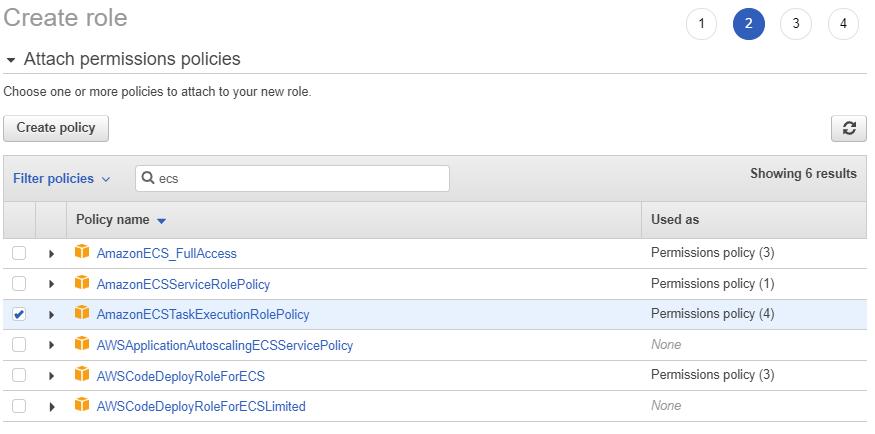 Create role
1 2 3 4
Attach permissions policies
Choose one or more policies to attach to your new role.
Create policy
Filter policies ecs Showing 6 results
Policy name Used as
AmazonECS_FullAccess Permissions policy (3)
AmazonECSServiceRolePolicy Permissions policy (1)
AmazonECSTaskExecutionRolePolicy Permissions policy (4)
AWSApplicationAutoscalingECSServicePolicy None
AWSCodeDeployRoleForECS Permissions policy (3)
AWSCodeDeployRoleForECSLimited None